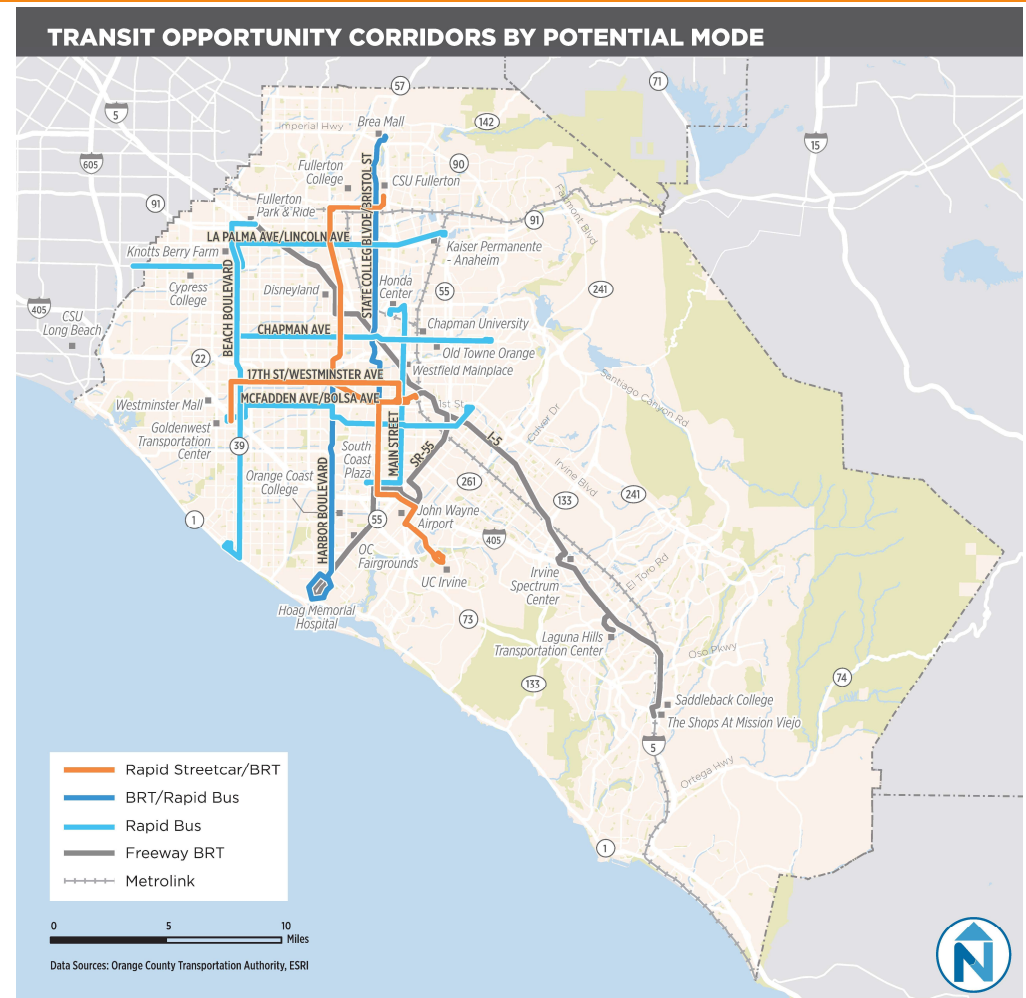 TRANSIT OPPORTUNITY CORRIDORS BY POTENTIAL MODE
57
71
5
Brea Mall
142
15
Imperial Hwy
605
Fullerton
College
90
CSU Fullerton
STATE COLLEG BLVDE/BRISTOL ST
Fairmont Blvd
91
Fullerton
Park & Ride
91
LA PALMA AVE/LINCOLN AVE
Knotts Berry Farm
Kaiser Permanente
- Anaheim
Cypress
College
Disneyland
Honda
Center
55
241
405
CSU
Long Beach
BEACH BOULEVARD
CHAPMAN AVE
Chapman University
Old Towne Orange
22
Westfield Mainplace
17TH ST/WESTMINSTER AVE
Santiago Canyon Rd
MCFADDEN AVE/BOLSA AVE
Westminster Mall
1st St
Culver Dr
Goldenwest
Transportation
Center
39
MAIN STREET
I-5
SR-55
South
Coast
Plaza
Irvine Blvd
Orange Coast
College
261
133
241
HARBOR BOULEVARD
1
55
John Wayne
Airport
405
OC
Fairgrounds
UC Irvine
Irvine
Spectrum
Center
El Toro Rd
Hoag Memorial
Hospital
73
Laguna Hills
Transportation Center
Oso Pkwy
133
74
Saddleback College
The Shops At Mission Viejo
5
Ortega Hwy
1
Rapid Streetcar/BRT
BRT/Rapid Bus
Rapid Bus
Freeway BRT
Metrolink
0 5 10
Miles
Data Sources: Orange County Transportation Authority, ESRI
N